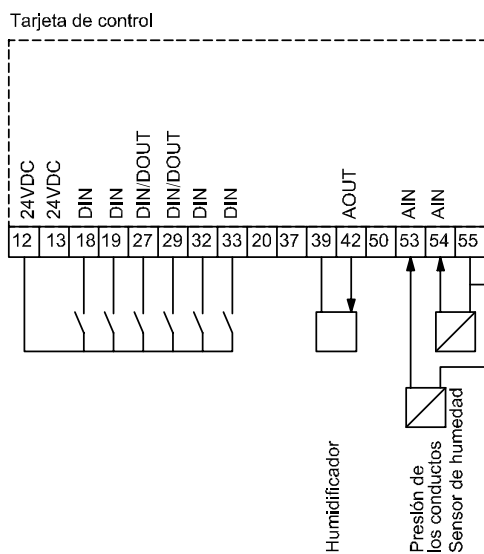 Tarjeta de control
24VDC
24VDC
DIN
DIN
DIN/DOUT
DIN/DOUT
DIN
DIN
AOUT
AIN
AIN
12 13 18 19 27 29 32 33 20 37 39 42 50 53 54 55
Humidificador
Preslón de
los conductos
Sensor de humedad